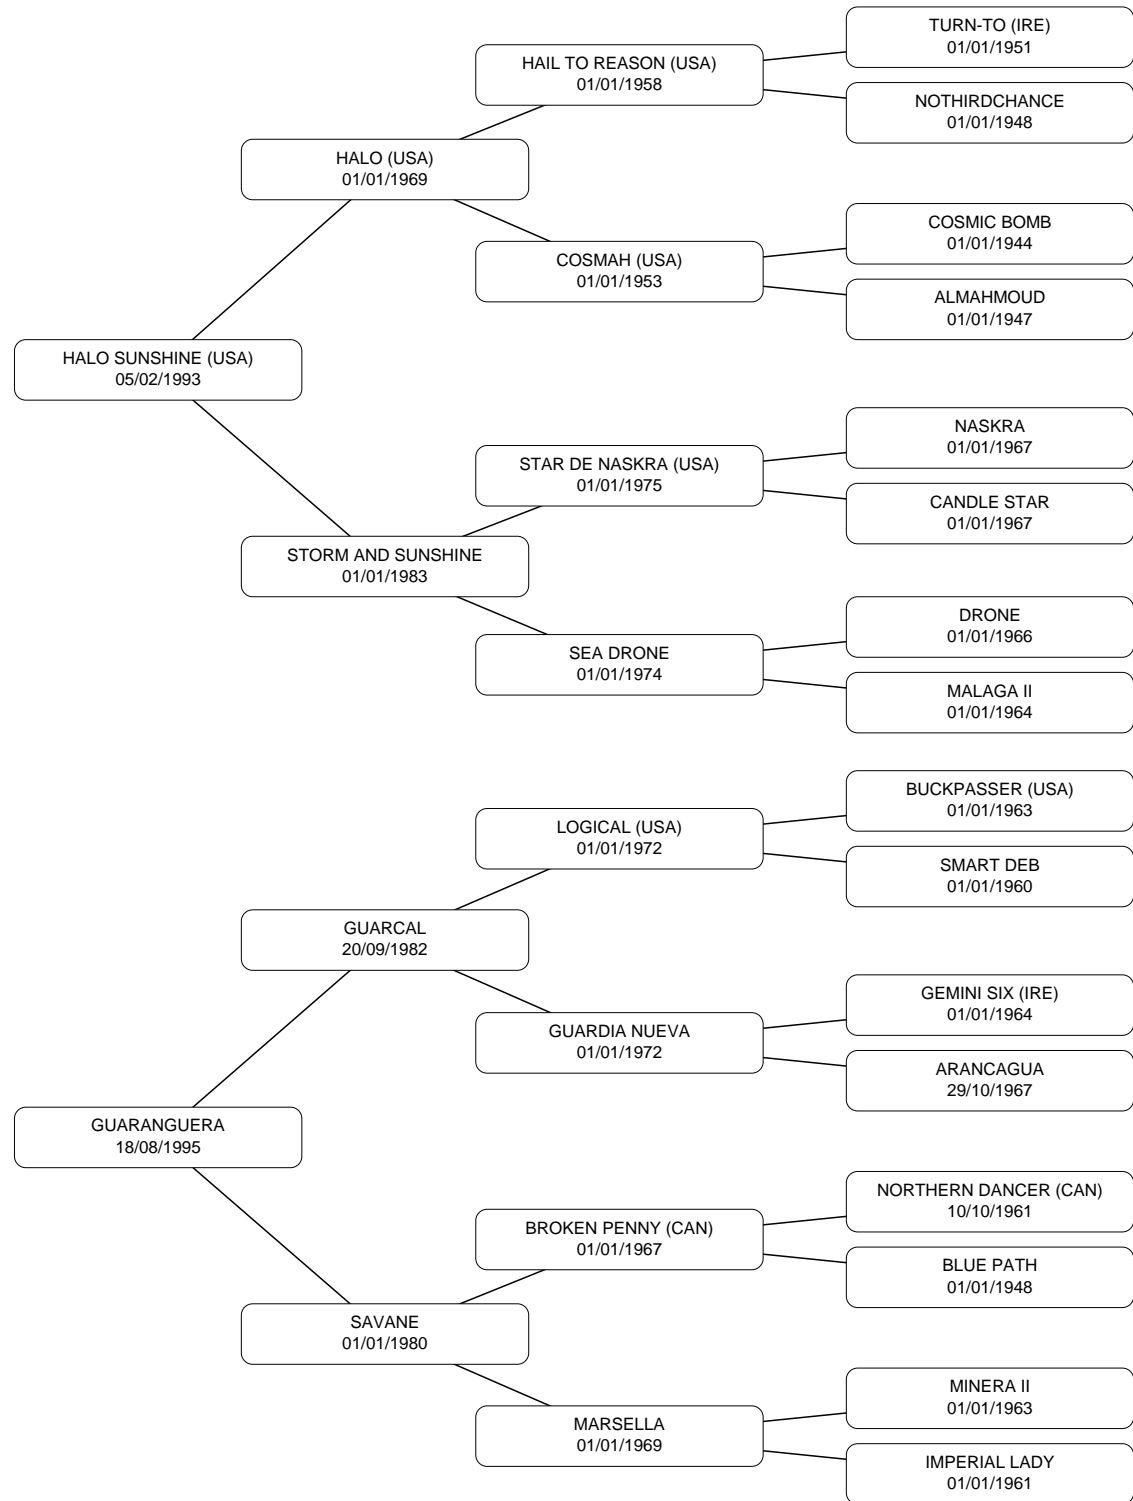 TURN-TO (IRE)
01/01/1951
HAIL TO REASON (USA)
01/01/1958
NOTHIRDCHANCE
01/01/1948
HALO (USA)
01/01/1969
COSMIC BOMB
01/01/1944
COSMAH (USA)
01/01/1953
ALMAHMOUD
01/01/1947
HALO SUNSHINE (USA)
05/02/1993
NASKRA
01/01/1967
STAR DE NASKRA (USA)
01/01/1975
CANDLE STAR
01/01/1967
STORM AND SUNSHINE
01/01/1983
DRONE
01/01/1966
SEA DRONE
01/01/1974
MALAGA II
01/01/1964
BUCKPASSER (USA)
01/01/1963
LOGICAL (USA)
01/01/1972
SMART DEB
01/01/1960
GUARCAL
20/09/1982
GEMINI SIX (IRE)
01/01/1964
GUARDIA NUEVA
01/01/1972
ARANCAGUA
29/10/1967
GUARANGUERA
18/08/1995
NORTHERN DANCER (CAN)
10/10/1961
BROKEN PENNY (CAN)
01/01/1967
BLUE PATH
01/01/1948
SAVANE
01/01/1980
MINERA II
01/01/1963
MARSELLA
01/01/1969
IMPERIAL LADY
01/01/1961